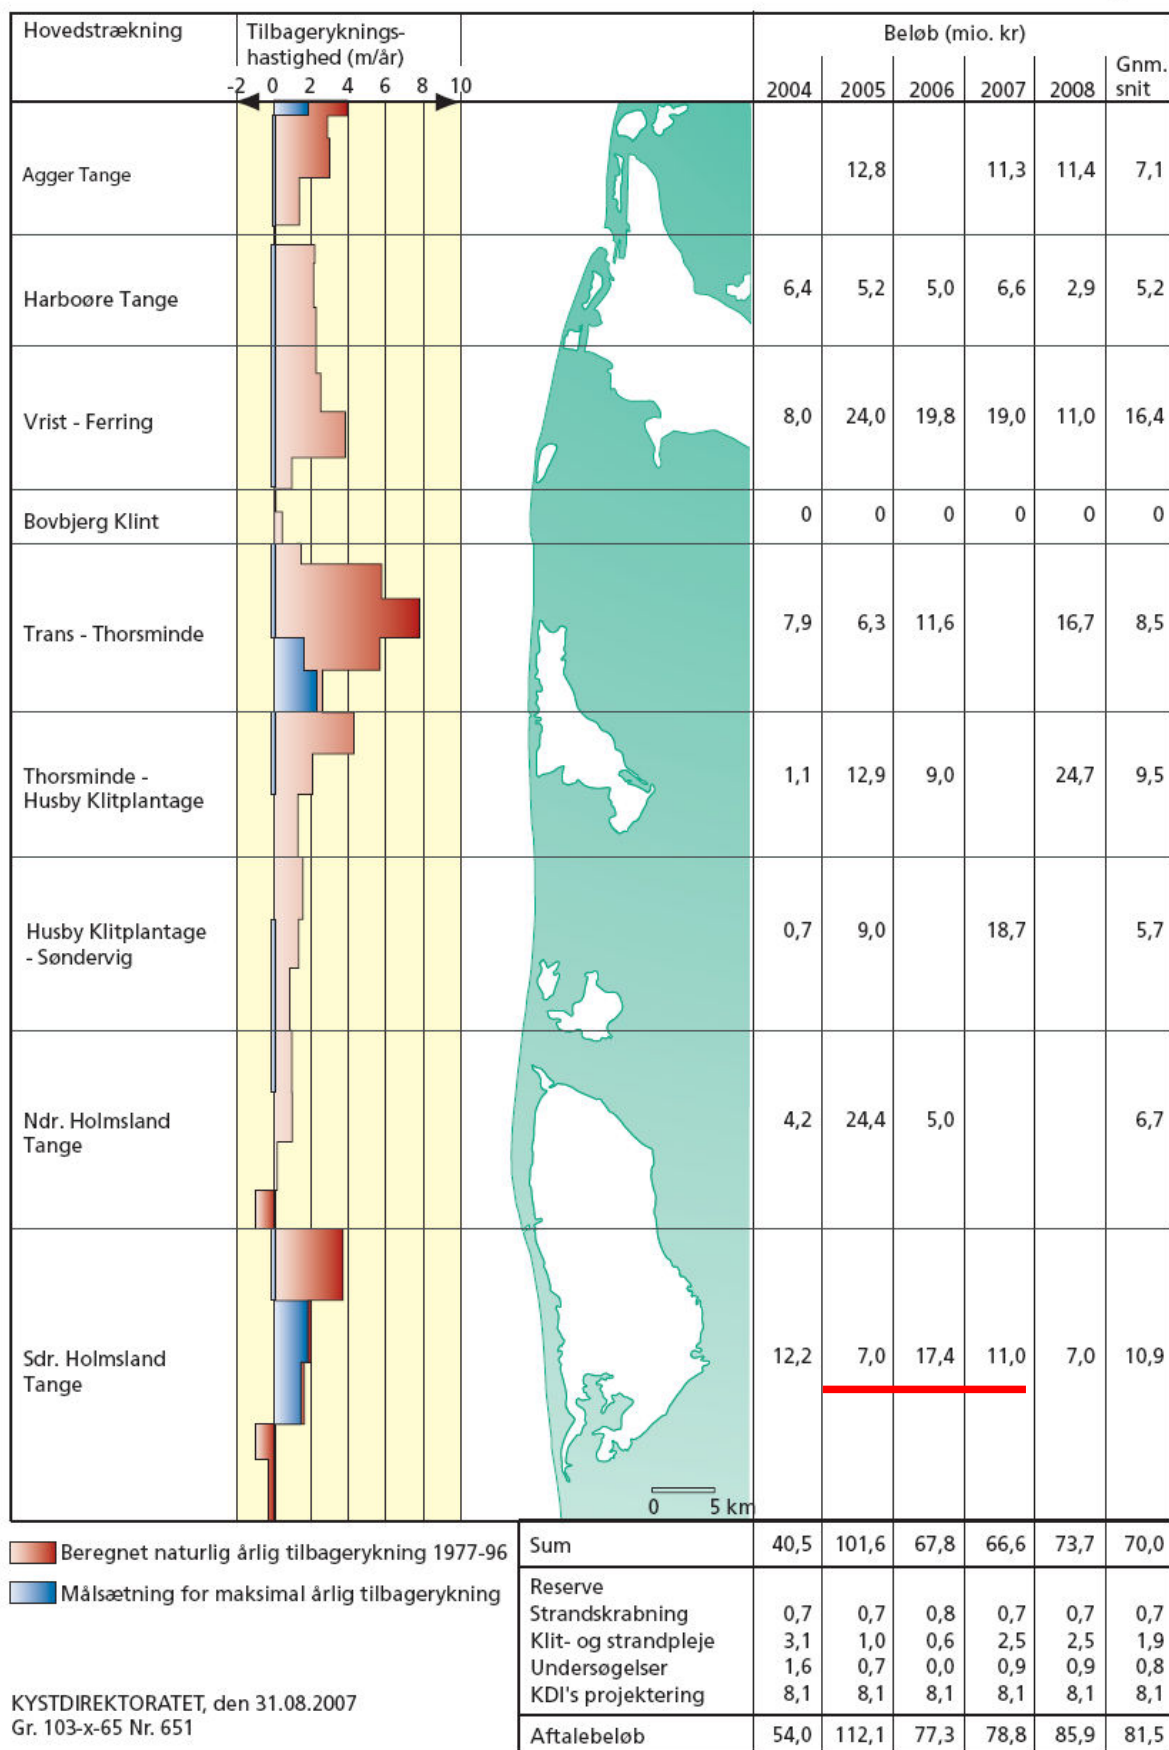 Hovedstrækning
Tilbageryknings-
hastighed (m/år)
-2 0 2 4 6 8 10
Beløb (mio. kr)
2004 2005 2006 2007 2008 Gnm. snit
Agger Tange 12,8 11,3 11,4 7,1
Harboøre Tange 6,4 5,2 5,0 6,6 2,9 5,2
Vrist - Ferring 8,0 24,0 19,8 19,0 11,0 16,4
Bovbjerg Klint 0 0 0 0 0 0
Trans - Thorsminde 7,9 6,3 11,6 16,7 8,5
Thorsminde -
Husby Klitplantage 1,1 12,9 9,0 24,7 9,5
Husby Klitplantage
- Søndervig 0,7 9,0 18,7 5,7
Ndr. Holmsland
Tange 4,2 24,4 5,0 6,7
Sdr. Holmsland
Tange 12,2 7,0 17,4 11,0 7,0 10,9
0 5 km
Beregnet naturlig årlig tilbagerykning 1977-96
Målsætning for maksimal årlig tilbagerykning
KYSTDIREKTORATET, den 31.08.2007
Gr. 103-x-65 Nr. 651
Sum 40,5 101,6 67,8 66,6 73,7 70,0
Reserve
Strandskrabning 0,7 0,7 0,8 0,7 0,7 0,7
Klit- og strandpleje 3,1 1,0 0,6 2,5 2,5 1,9
Undersøgelser 1,6 0,7 0,0 0,9 0,9 0,8
KDI's projektering 8,1 8,1 8,1 8,1 8,1 8,1
Aftalebeløb 54,0 112,1 77,3 78,8 85,9 81,5